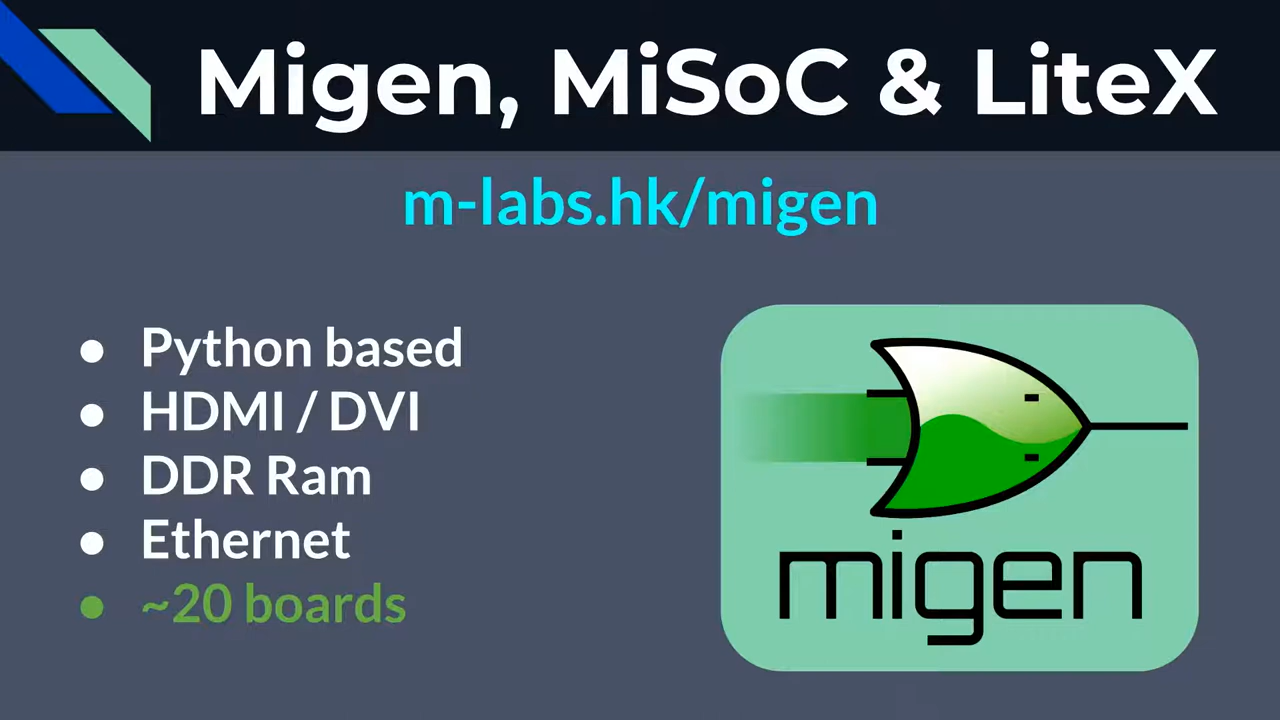 Migen, MiSoC & LiteX
m-labs.hk/migen
● Python based
● HDMI / DVI
● DDR Ram
● Ethernet
● ~20 boards
migen